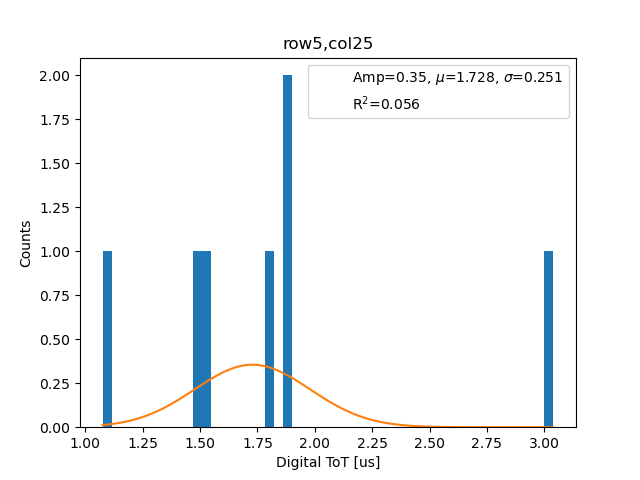 row5,col25
Amp=0.35, μ=1.728, σ=0.251
R²=0.056
Counts
2.00
1.75
1.50
1.25
1.00
0.75
0.50
0.25
0.00
1.00 1.25 1.50 1.75 2.00 2.25 2.50 2.75 3.00
Digital ToT [us]